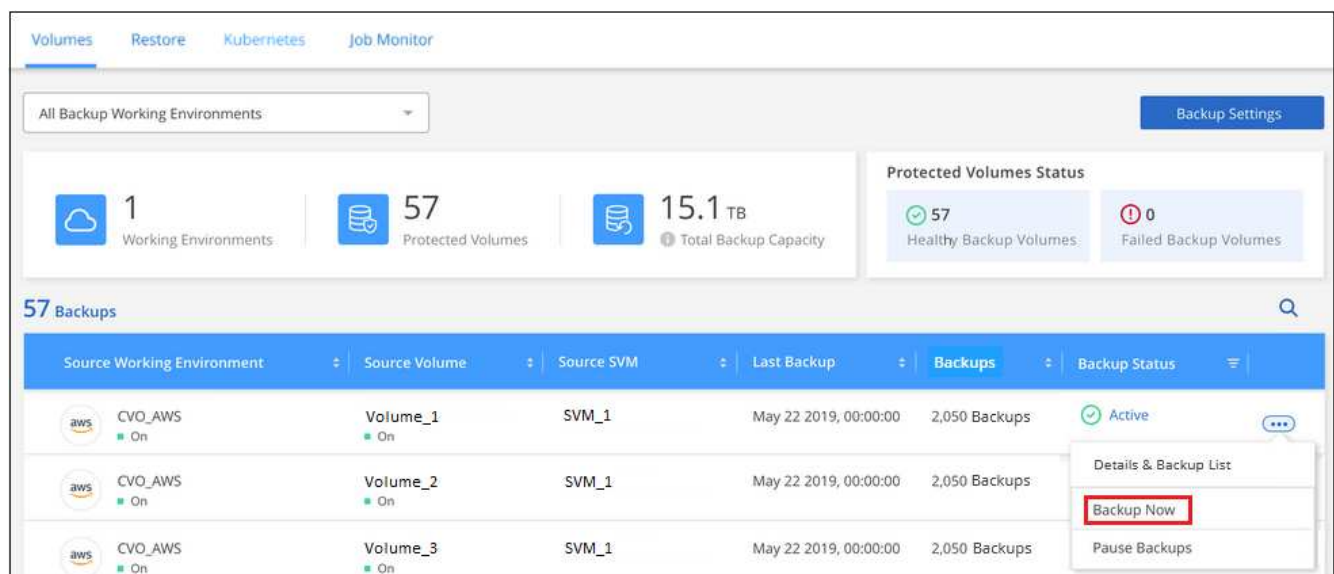 Volumes Restore Kubernetes Job Monitor
All Backup Working Environments Backup Settings
Protected Volumes Status
1 57 15.1 TB 57 0
Working Environments Protected Volumes Total Backup Capacity Healthy Backup Volumes Failed Backup Volumes
57 Backups
Source Working Environment Source Volume Source SVM Last Backup Backups Backup Status
aws CVO_AWS Volume_1 SVM_1 May 22 2019, 00:00:00 2,050 Backups Active
On On
Details & Backup List
aws CVO_AWS Volume_2 SVM_1 May 22 2019, 00:00:00 2,050 Backups
On On
Backup Now
aws CVO_AWS Volume_3 SVM_1 May 22 2019, 00:00:00 2,050 Backups Pause Backups
On On